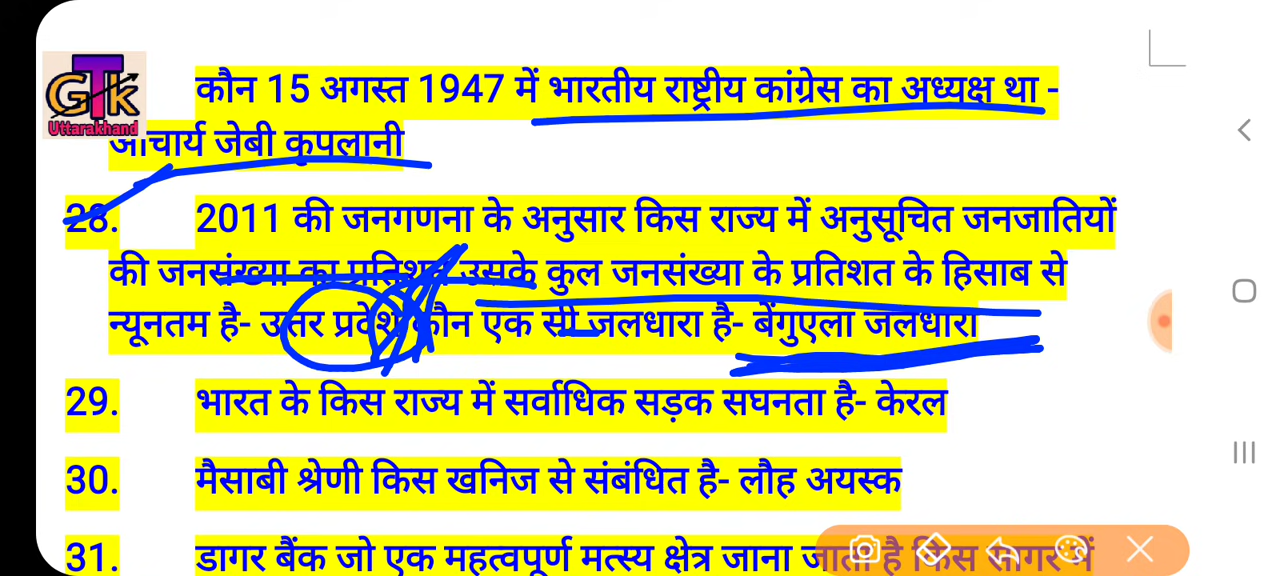 GTK
Uttarakhand
कौन 15 अगस्त 1947 में भारतीय राष्ट्रीय कांग्रेस का अध्यक्ष था -
आचार्य जेबी कृपलानी
28. 2011 की जनगणना के अनुसार किस राज्य में अनुसूचित जनजातियों
की जनसंख्या का प्रतिशत उसके कुल जनसंख्या के प्रतिशत के हिसाब से
न्यूनतम है- उतर प्रदेश कौन एक सी जलधारा है- बेंगुएला जलधारा
29. भारत के किस राज्य में सर्वाधिक सड़क सघनता है- केरल
30. मैसाबी श्रेणी किस खनिज से संबंधित है- लौह अयस्क
31. डागर बैंक जो एक महत्वपूर्ण मत्स्य क्षेत्र जाना जाता है किस सागर में